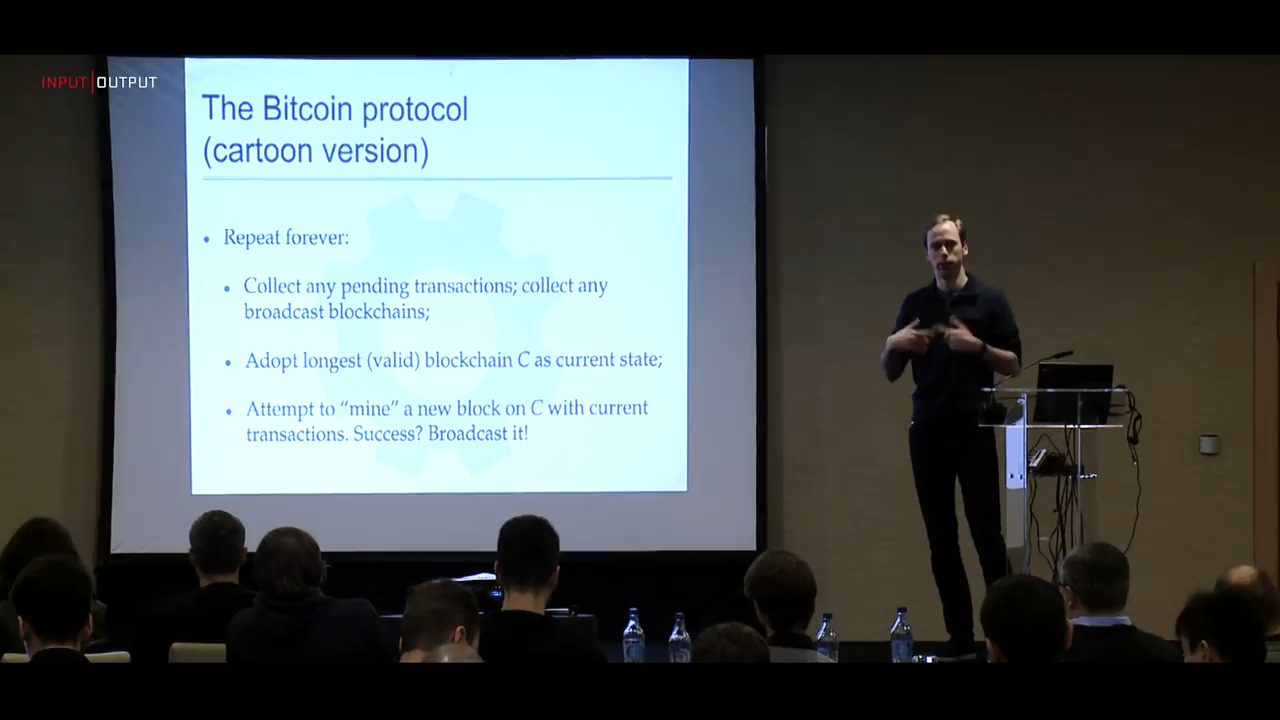 INPUT|OUTPUT
The Bitcoin protocol
(cartoon version)
• Repeat forever:
• Collect any pending transactions; collect any
broadcast blockchains;
• Adopt longest (valid) blockchain C as current state;
• Attempt to “mine” a new block on C with current
transactions. Success? Broadcast it!